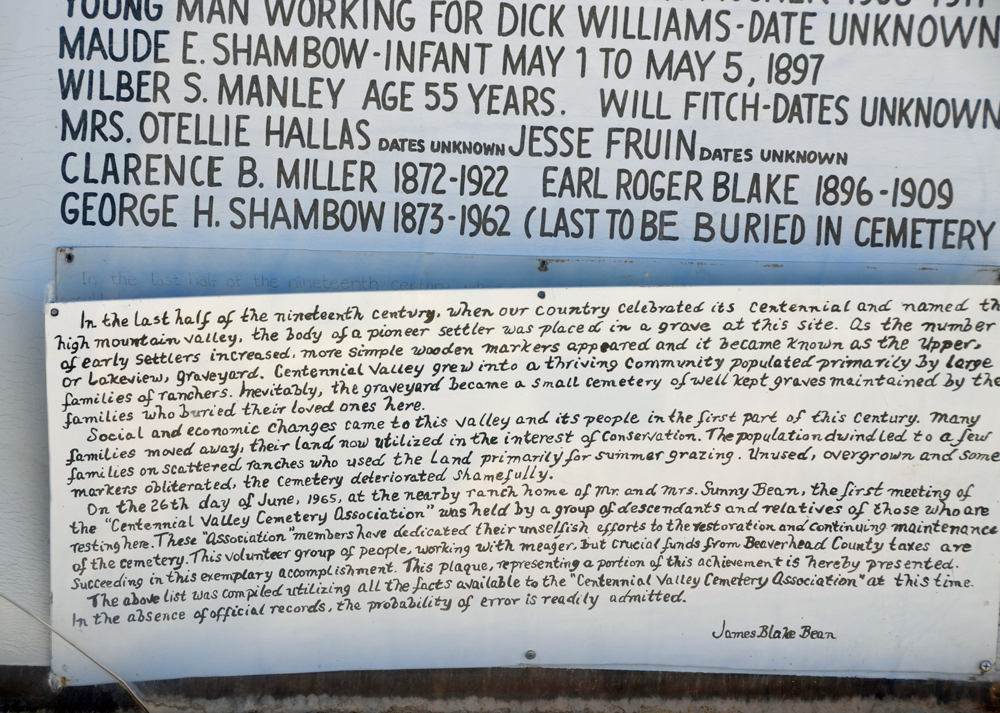 YOUNG MAN WORKING FOR DICK WILLIAMS-DATE UNKNOWN
MAUDE E. SHAMBOW-INFANT MAY 1 TO MAY 5, 1897
WILBER S. MANLEY AGE 55 YEARS. WILL FITCH-DATES UNKNOWN
MRS. OTELLIE HALLAS DATES UNKNOWN JESSE FRUIN DATES UNKNOWN
CLARENCE B. MILLER 1872-1922 EARL ROGER BLAKE 1896-1909
GEORGE H. SHAMBOW 1873-1962 (LAST TO BE BURIED IN CEMETERY
In the last half of the nineteenth century
In the last half of the nineteenth century, when our country celebrated its centennial and named th
high mountain valley, the body of a pioneer settler was placed in a grave at this site. As the number
of early settlers increased, more simple wooden markers appeared and it became known as the Upper,
or Lakeview, graveyard. Centennial Valley grew into a thriving community populated primarily by large
families of ranchers. Inevitably, the graveyard became a small cemetery of well kept graves maintained by the
families who buried their loved ones here.
Social and economic changes came to this valley and its people in the first part of this century. Many
families moved away, their land now utilized in the interest of conservation. The population dwindled to a few
families on scattered ranches who used the land primarily for summer grazing. Unused, overgrown and some
markers obliterated, the cemetery deteriorated shamefully.
On the 26th day of June, 1965, at the nearby ranch home of Mr. and Mrs. Sunny Bean, the first meeting of
the "Centennial Valley Cemetery Association" was held by a group of descendants and relatives of those who are
resting here. These "Association" members have dedicated their unselfish efforts to the restoration and continuing maintenance
of the cemetery. This volunteer group of people, working with meager, but crucial funds from Beaverhead County taxes are
succeeding in this exemplary accomplishment. This plaque, representing a portion of this achievement is hereby presented.
The above list was compiled utilizing all the facts available to the "Centennial Valley Cemetery Association" at this time.
In the absence of official records, the probability of error is readily admitted.
James Blake Bean